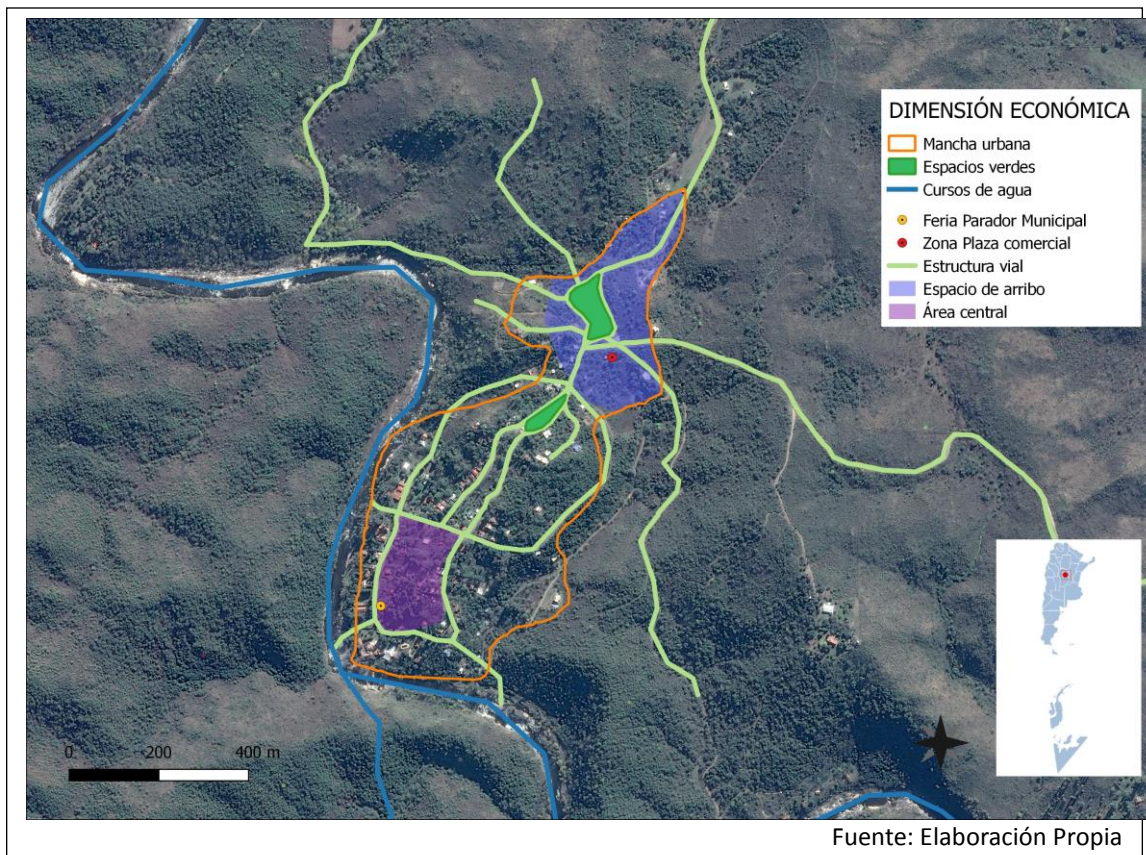 DIMENSIÓN ECONÓMICA
Mancha urbana
Espacios verdes
Cursos de agua
Feria Parador Municipal
Zona Plaza comercial
Estructura vial
Espacio de arribo
Área central
0 200 400 m
Fuente: Elaboración Propia